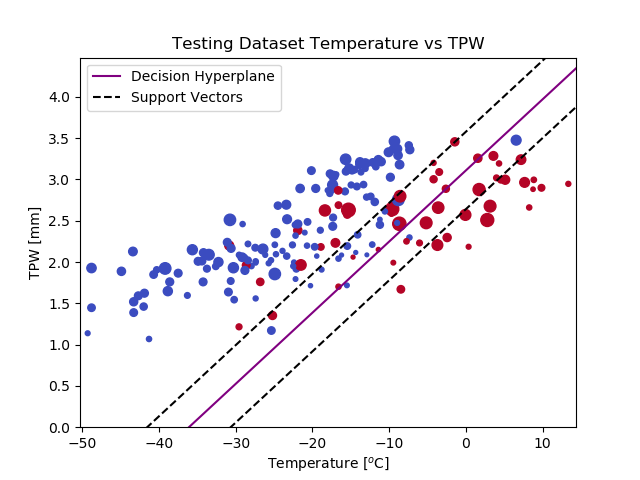 Testing Dataset Temperature vs TPW
Decision Hyperplane
Support Vectors
TPW [mm]
4.0
3.5
3.0
2.5
2.0
1.5
1.0
0.5
0.0
−50 −40 −30 −20 −10 0 10
Temperature [°C]